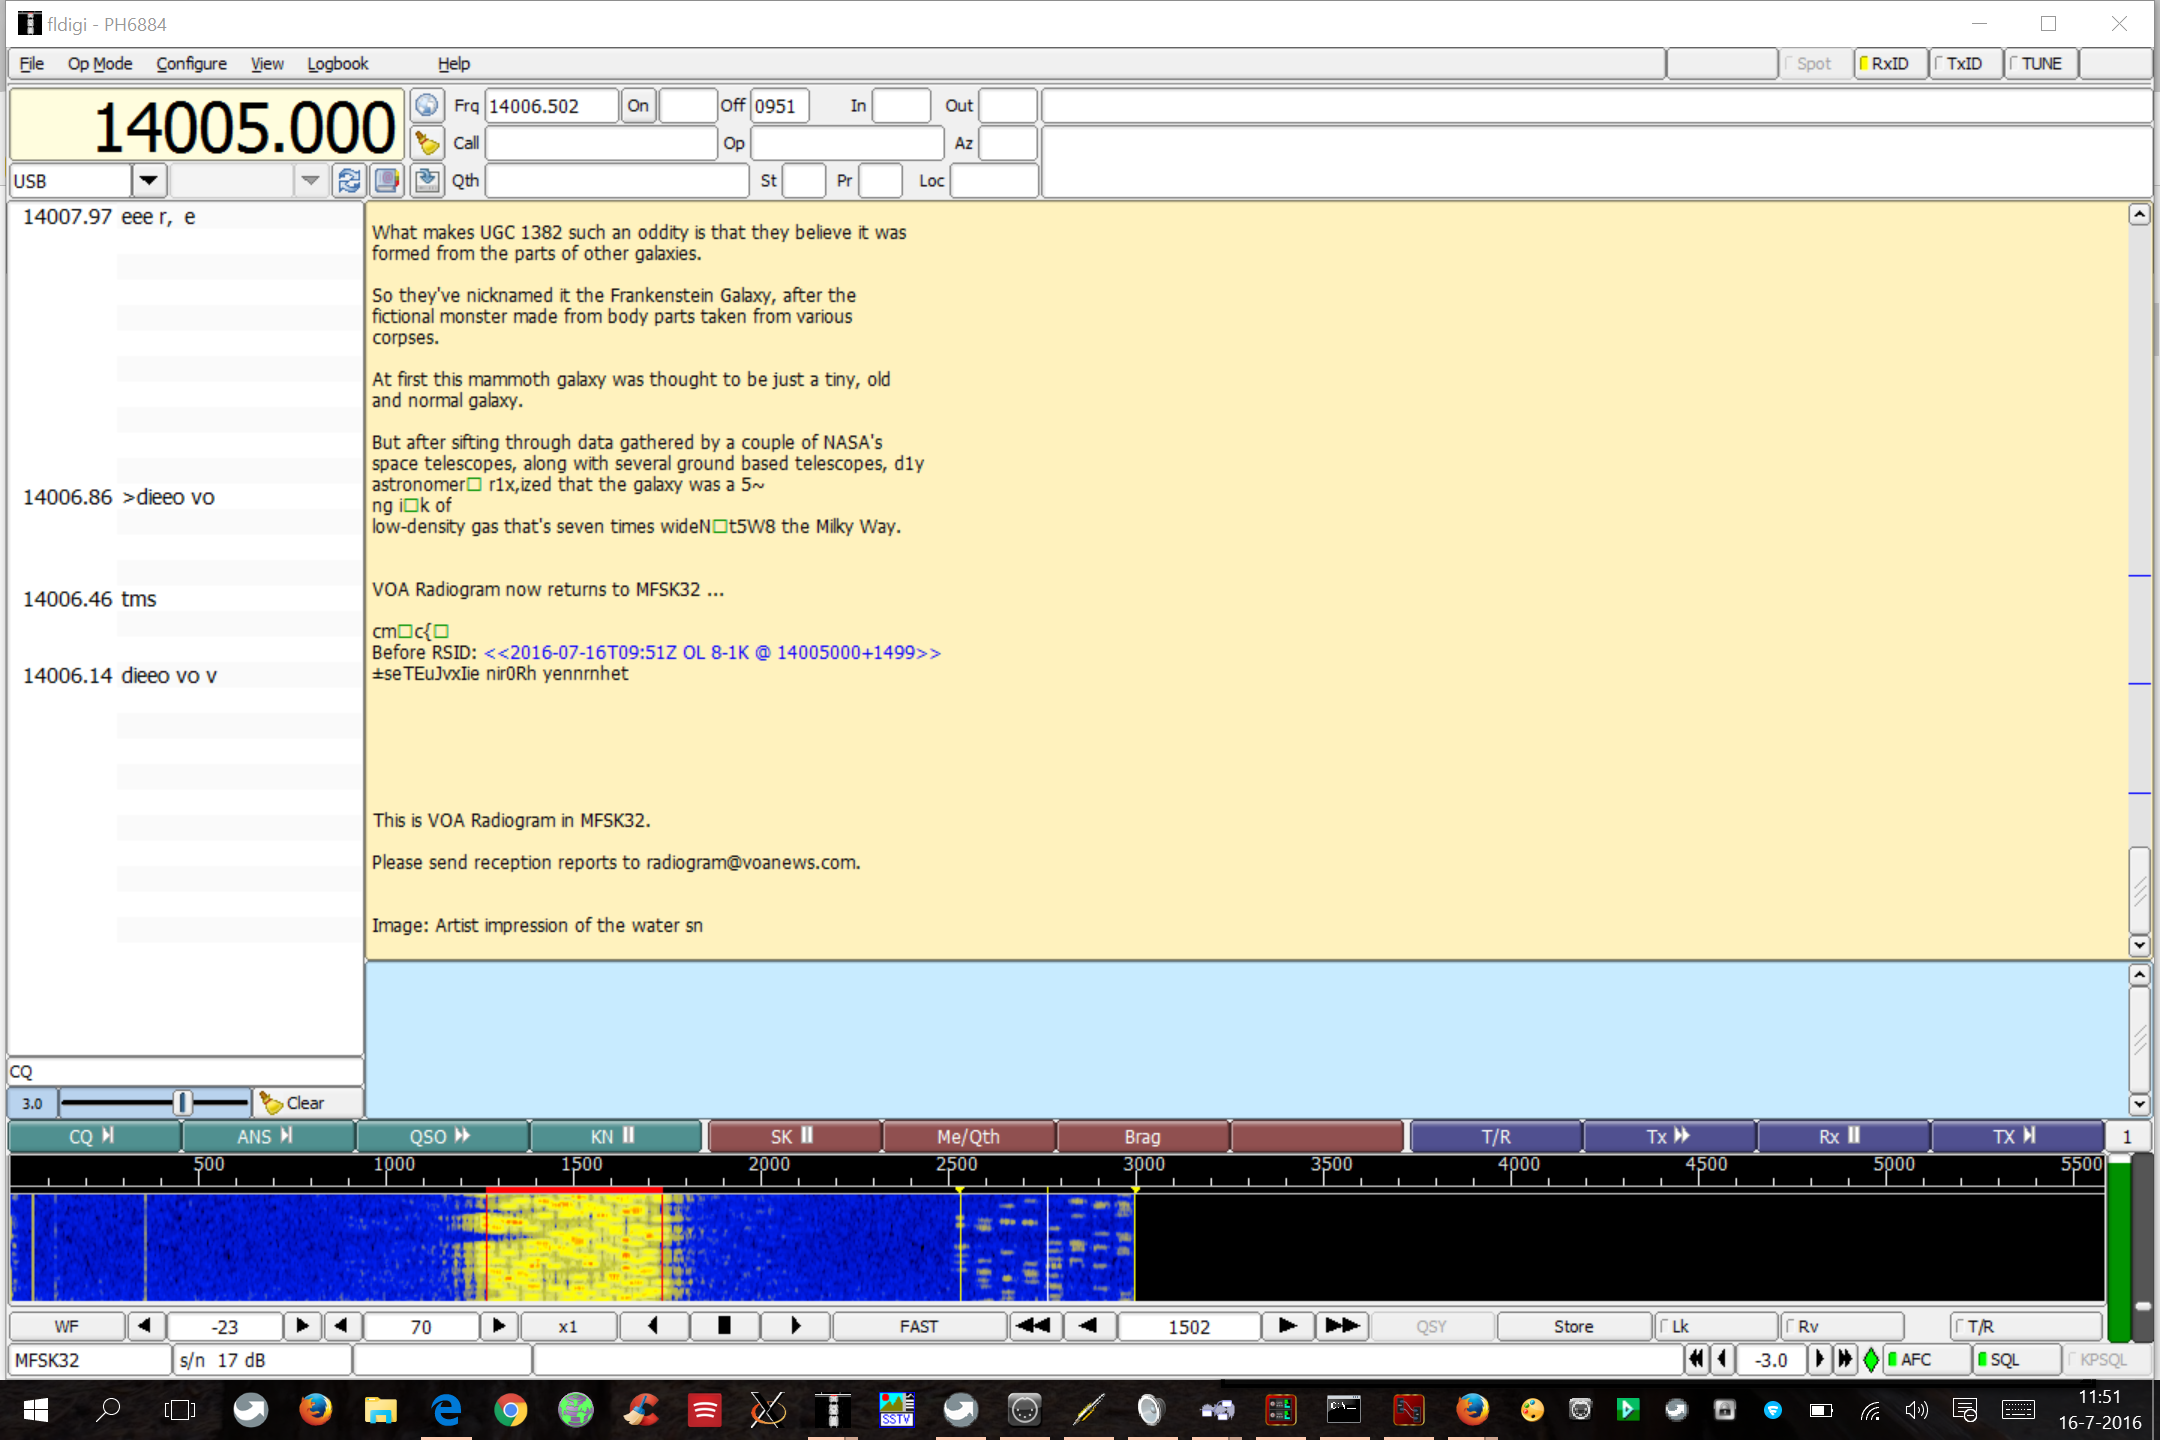 fldigi - PH6884
File Op Mode Configure View Logbook Help Spot RxID TxID TUNE
14005.000 Frq 14006.502 On Off 0951 In Out
Call Op Az
USB Qth St Pr Loc
14007.97 eee r, e
14006.86 >dieeo vo
14006.46 tms
14006.14 dieeo vo v
What makes UGC 1382 such an oddity is that they believe it was
formed from the parts of other galaxies.
So they've nicknamed it the Frankenstein Galaxy, after the
fictional monster made from body parts taken from various
corpses.
At first this mammoth galaxy was thought to be just a tiny, old
and normal galaxy.
But after sifting through data gathered by a couple of NASA's
space telescopes, along with several ground based telescopes, d1y
astronomer□ r1x,ized that the galaxy was a 5~
ng i□k of
low-density gas that's seven times wideN□t5W8 the Milky Way.
VOA Radiogram now returns to MFSK32 ...
cm□c{□
Before RSID: <<2016-07-16T09:51Z OL 8-1K @ 14005000+1499>>
±seTEuJvxIie nir0Rh yennrnhet
This is VOA Radiogram in MFSK32.
Please send reception reports to radiogram@voanews.com.
Image: Artist impression of the water sn
CQ
3.0 Clear
CQ ANS QSO KN SK Me/Qth Brag T/R Tx Rx TX 1
500 1000 1500 2000 2500 3000 3500 4000 4500 5000 5500
WF -23 70 x1 FAST 1502 QSY Store Lk Rv T/R
MFSK32 s/n 17 dB -3.0 AFC SQL KPSQL
SSTV
11:51
16-7-2016